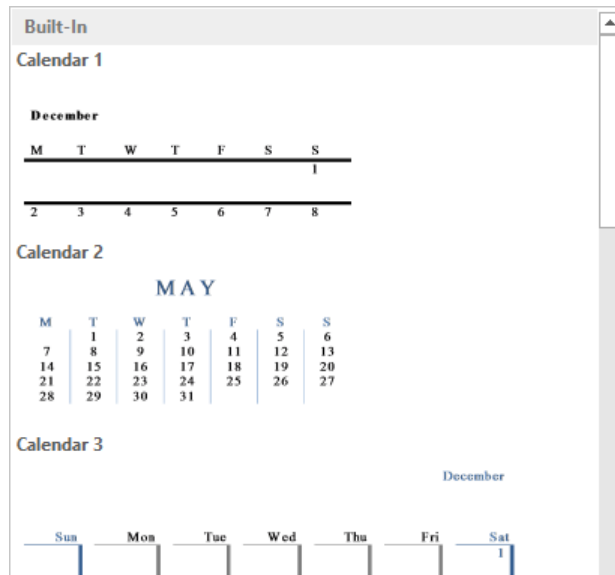 Built-In
Calendar 1
December
M T W T F S S
1
2 3 4 5 6 7 8
Calendar 2
MAY
M T W T F S S
1 2 3 4 5 6
7 8 9 10 11 12 13
14 15 16 17 18 19 20
21 22 23 24 25 26 27
28 29 30 31
Calendar 3
December
Sun Mon Tue Wed Thu Fri Sat
1